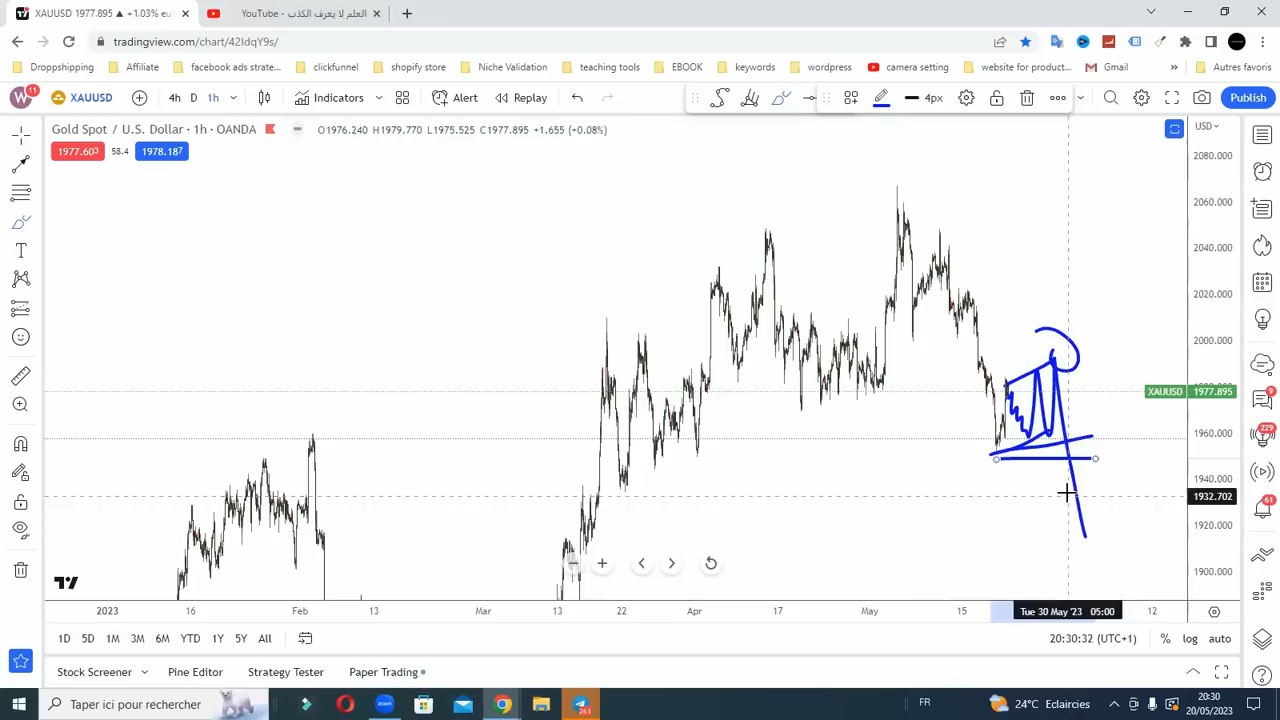 XAUUSD 1977.895 ▲ +1.03% eu
YouTube - العلم لا يعرف الكذب
tradingview.com/chart/42IdqY9s/
Droppshipping
Affiliate
facebook ads strate...
clickfunnel
shopify store
Niche Validation
teaching tools
EBOOK
keywords
wordpress
camera setting
website for product...
Gmail
Autres favoris
W
11
XAUUSD
4h
D
1h
Indicators
Alert
Replay
4px
Publish
Gold Spot / U.S. Dollar · 1h · OANDA
O1976.240 H1979.770 L1975.525 C1977.895 +1.655 (+0.08%)
USD
1977.603
58.4
1978.187
2080.000
2060.000
2040.000
2020.000
2000.000
XAUUSD
1977.895
1960.000
1940.000
1932.702
1920.000
1900.000
9
229
61
2023
16
Feb
13
Mar
13
22
Apr
17
May
15
Tue 30 May '23 05:00
12
1D
5D
1M
3M
6M
YTD
1Y
5Y
All
20:30:32 (UTC+1)
%
log
auto
Stock Screener
Pine Editor
Strategy Tester
Paper Trading
Taper ici pour rechercher
zoom
265
FR
24°C Eclaircies
20:30
20/05/2023